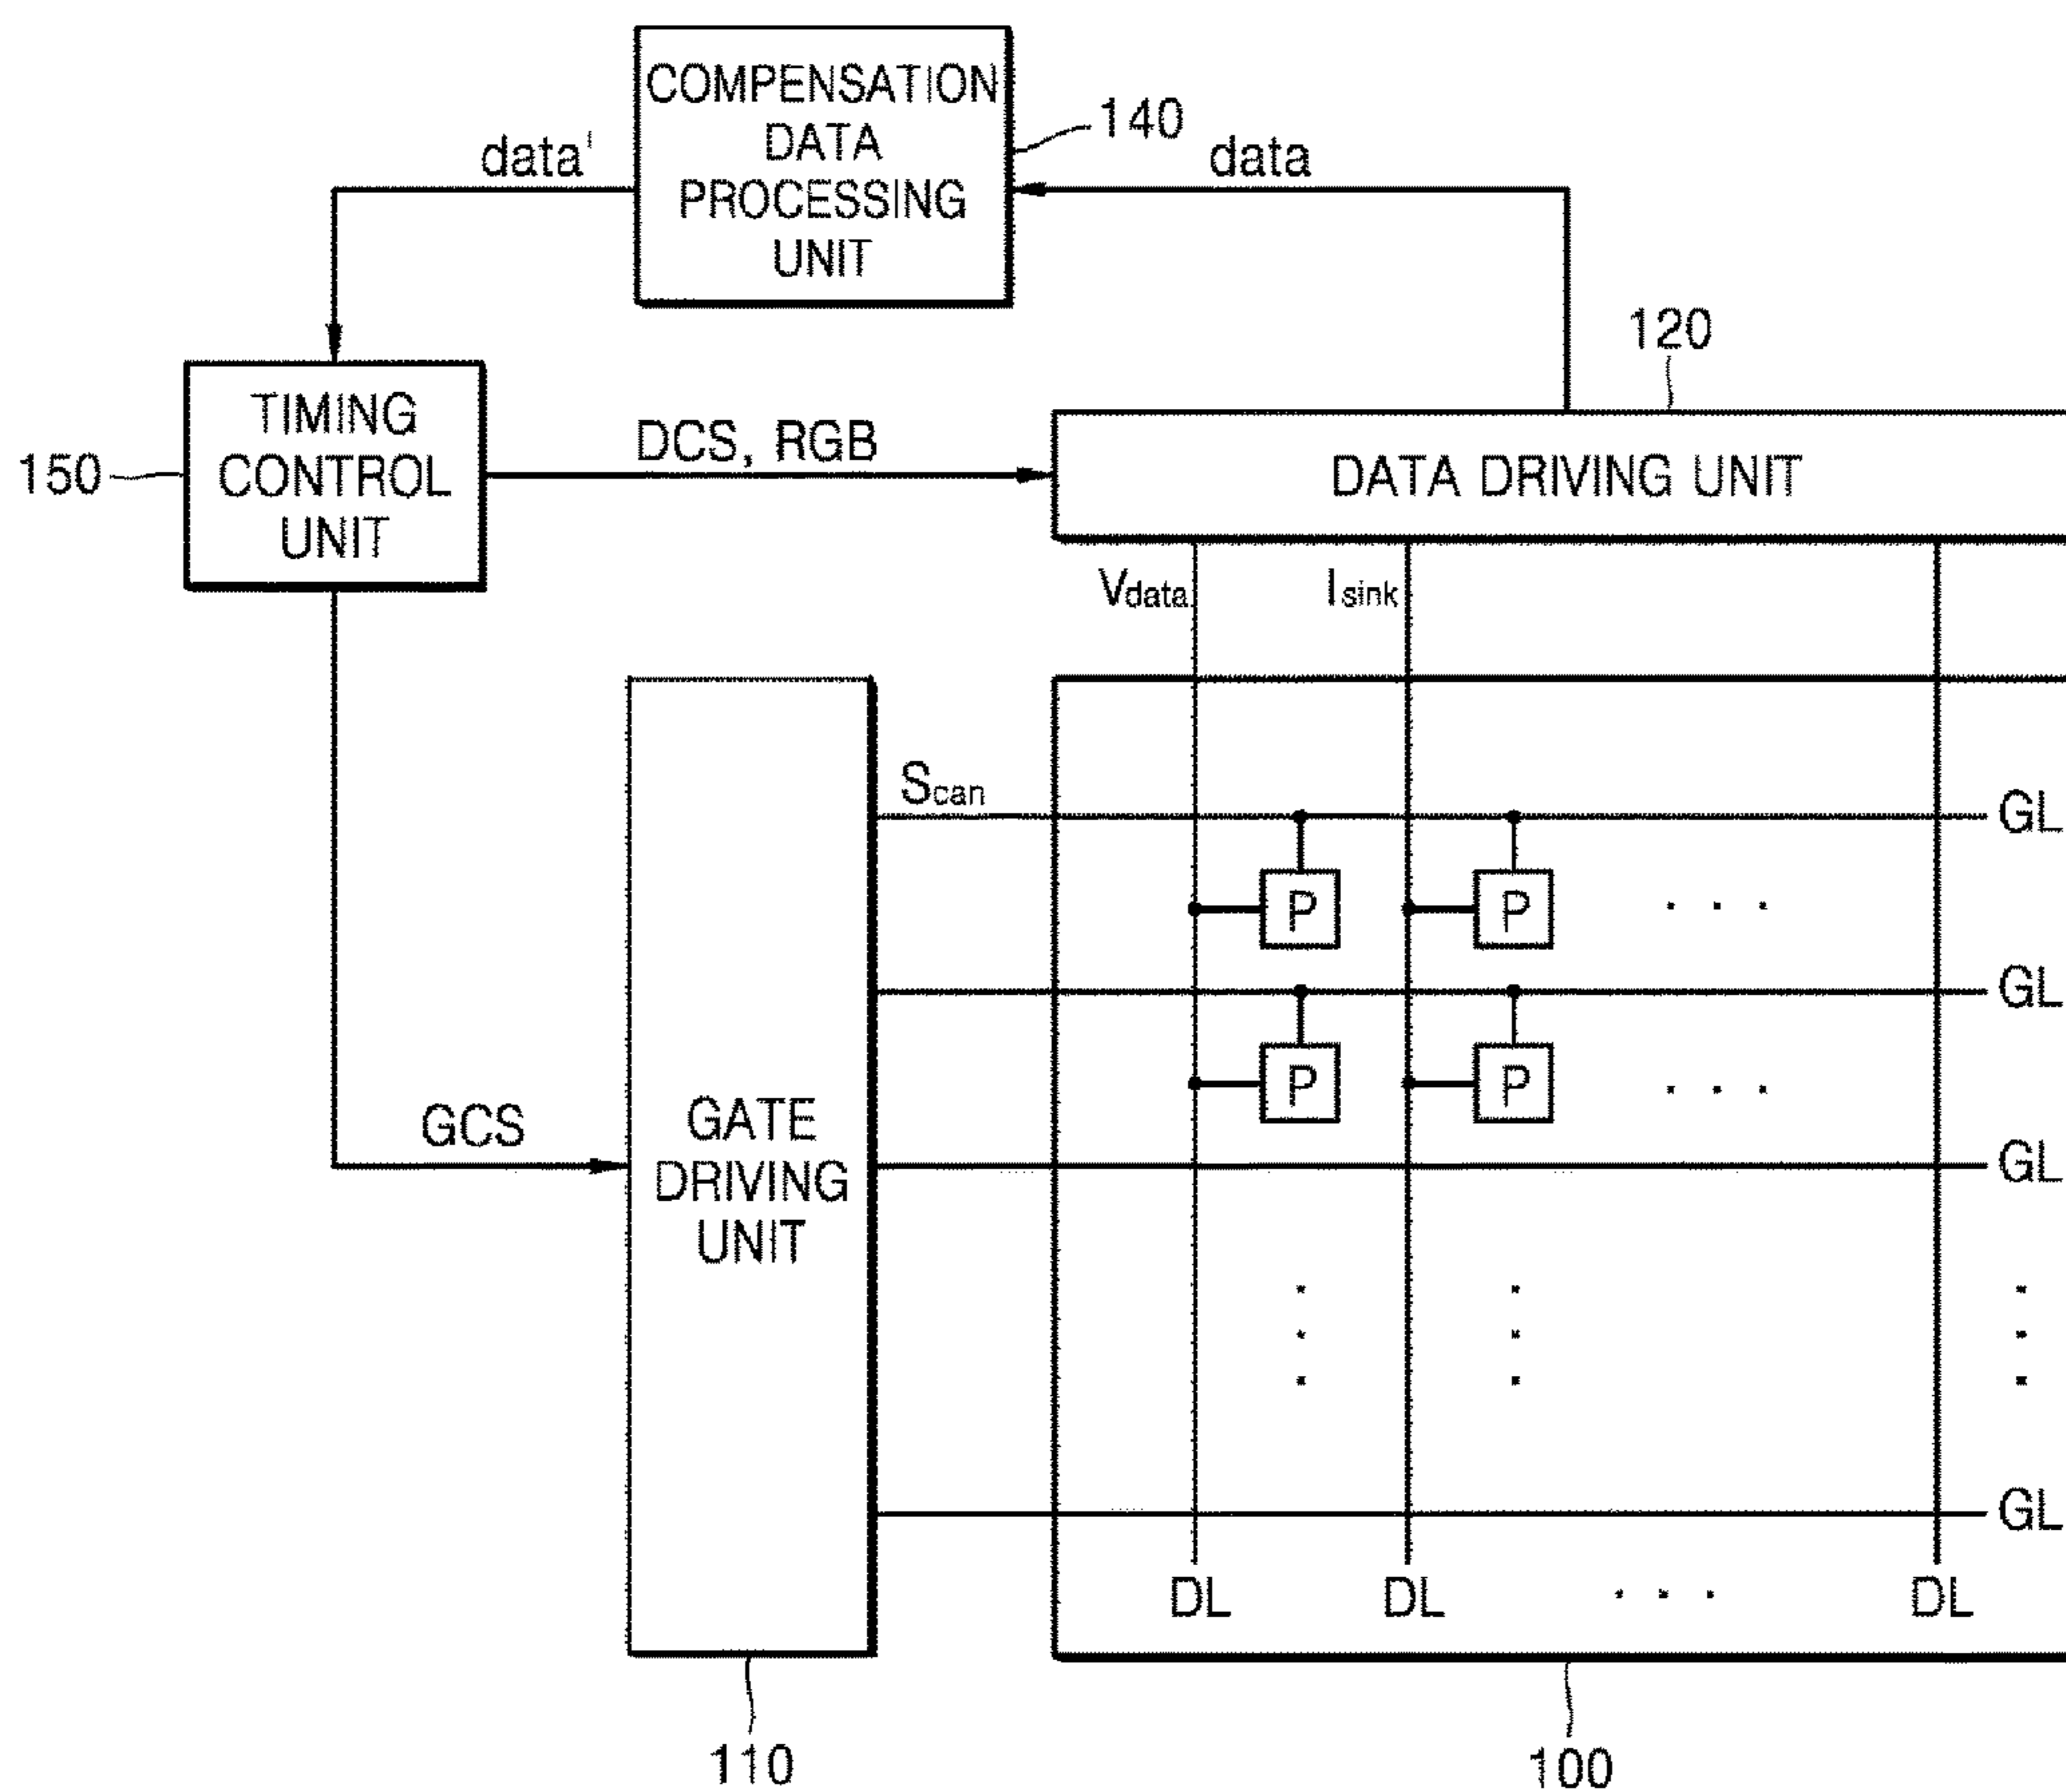 COMPENSATION
DATA
PROCESSING
UNIT
140
data'
data
120
TIMING
CONTROL
UNIT
150
DCS, RGB
DATA DRIVING UNIT
Vdata
Isink
Scan
GL
P
P
. . .
GL
P
P
. . .
GCS
GATE
DRIVING
UNIT
GL
GL
DL
DL
. . .
DL
110
100